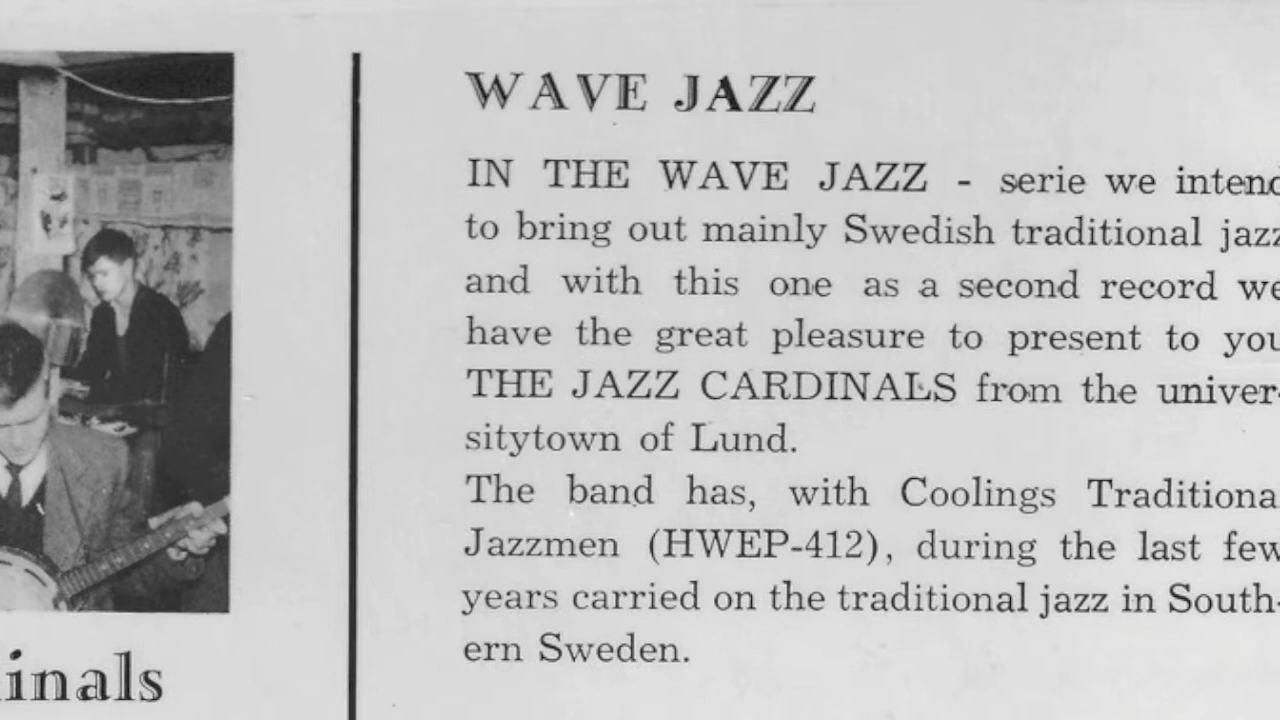 WAVE JAZZ
IN THE WAVE JAZZ - serie we intend
to bring out mainly Swedish traditional jazz
and with this one as a second record we
have the great pleasure to present to you
THE JAZZ CARDINALS from the univer-
sitytown of Lund.
The band has, with Coolings Traditional
Jazzmen (HWEP-412), during the last few
years carried on the traditional jazz in South-
ern Sweden.
inals